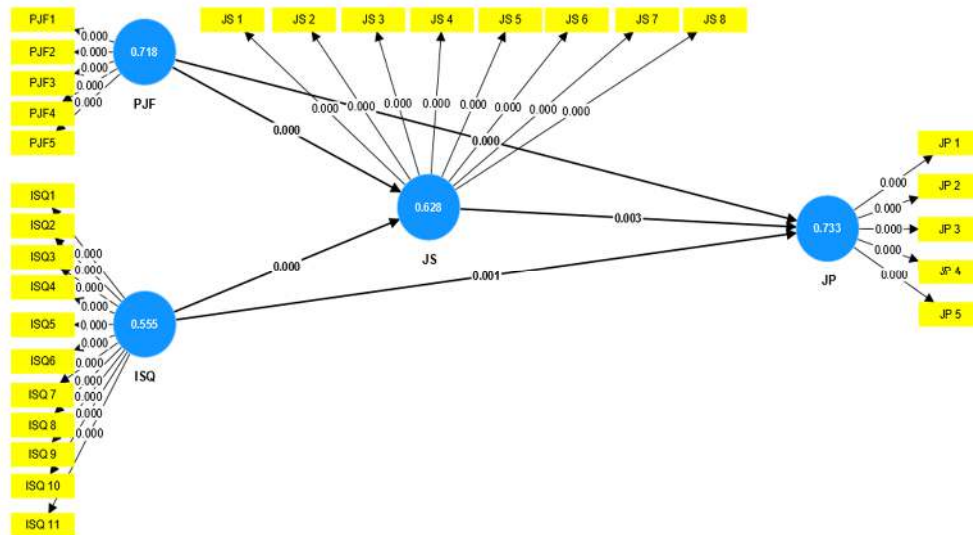 PJF1
PJF2
PJF3
PJF4
PJF5
0.000
0.000
0.000
0.000
0.000
0.718
PJF
JS 1
JS 2
JS 3
JS 4
JS 5
JS 6
JS 7
JS 8
0.000
0.000
0.000
0.000
0.000
0.000
0.000
0.000
0.000
0.000
0.628
JS
0.003
0.000
0.001
ISQ1
ISQ2
ISQ3
ISQ4
ISQ5
ISQ6
ISQ 7
ISQ 8
ISQ 9
ISQ 10
ISQ 11
0.000
0.000
0.000
0.000
0.000
0.000
0.000
0.000
0.000
0.000
0.000
0.555
ISQ
0.733
JP
0.000
0.000
0.000
0.000
0.000
JP 1
JP 2
JP 3
JP 4
JP 5